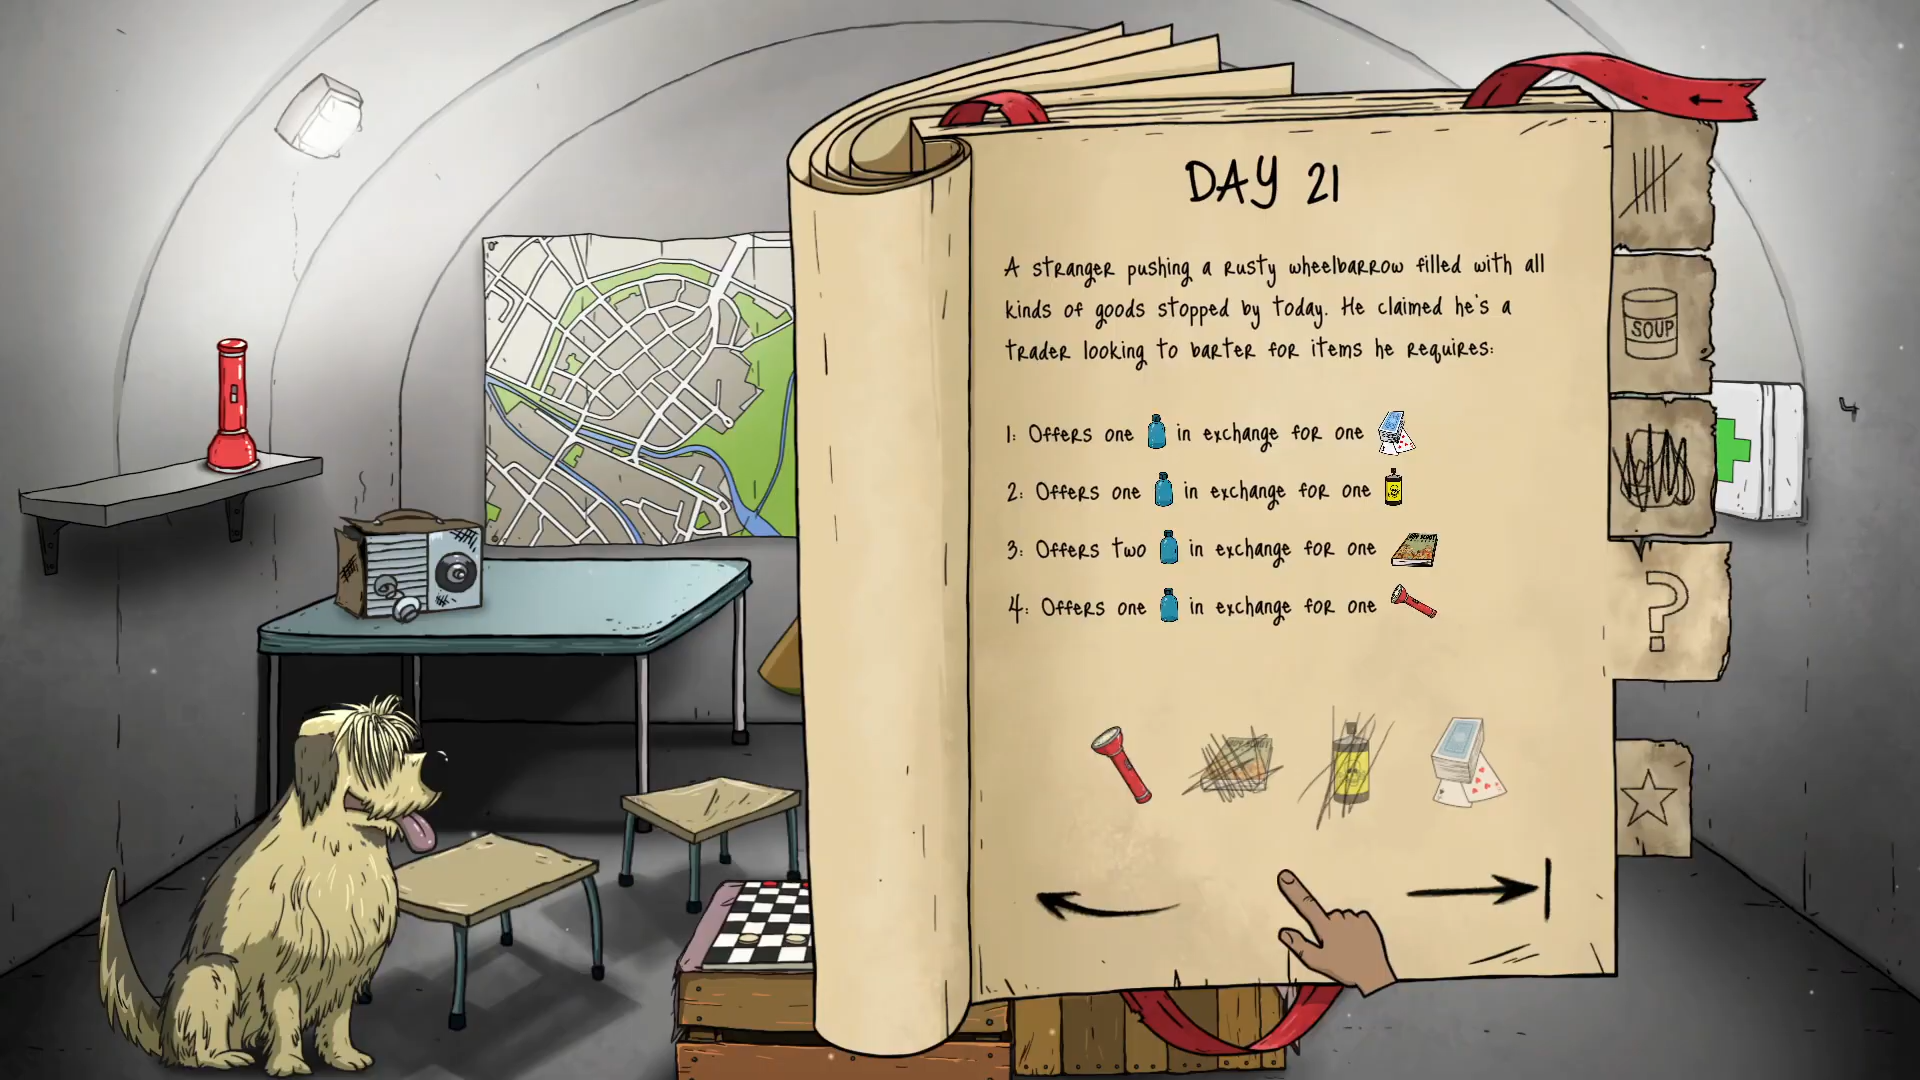 DAY 21
A stranger pushing a rusty wheelbarrow filled with all
kinds of goods stopped by today. He claimed he's a
trader looking to barter for items he requires:
1: Offers one in exchange for one
2: Offers one in exchange for one
3: Offers two in exchange for one
4: Offers one in exchange for one
SOUP
?